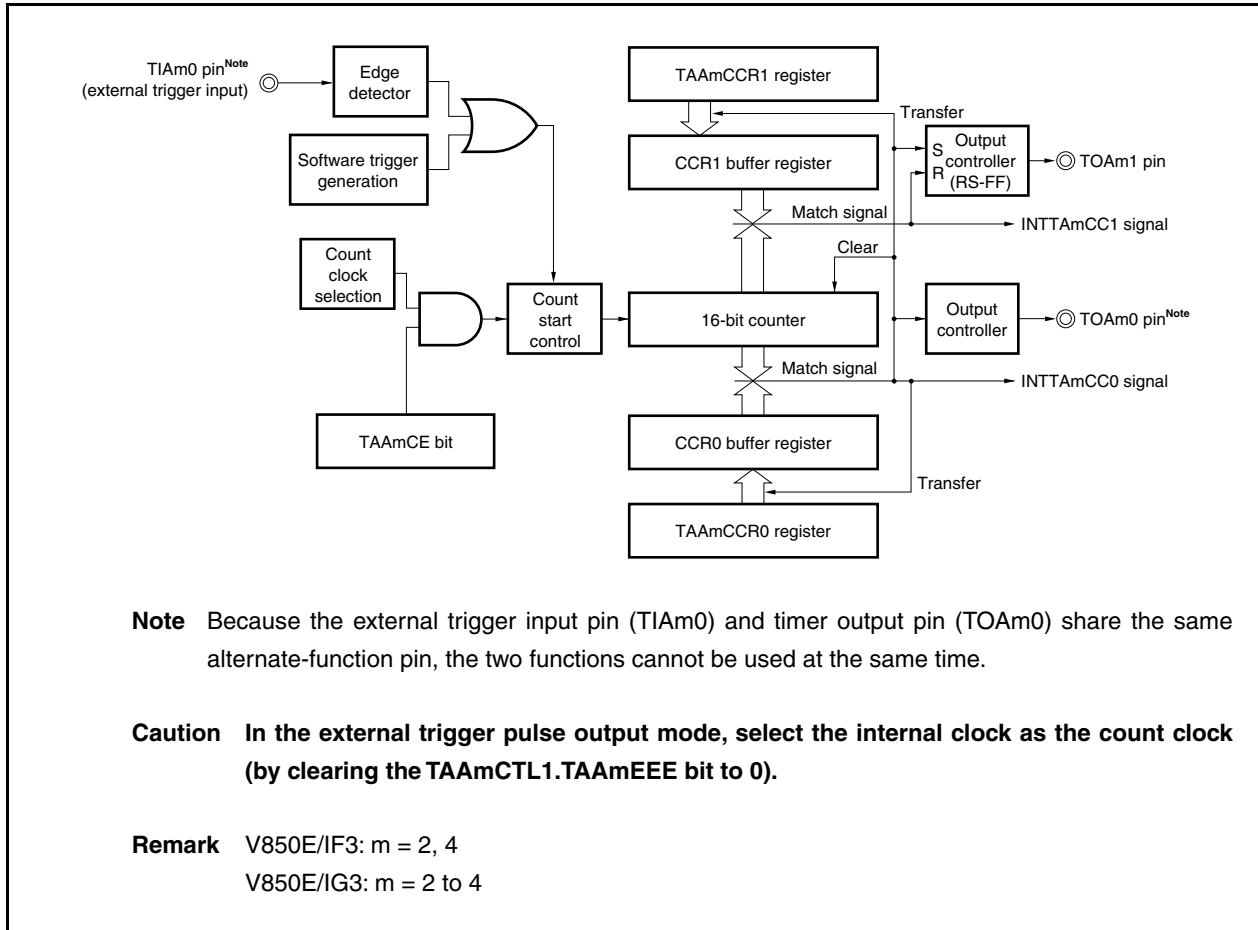 TIAm0 pinNote
(external trigger input)
Edge
detector
Software trigger
generation
Count
clock
selection
TAAmCE bit
Count
start
control
TAAmCCR1 register
Transfer
CCR1 buffer register
S
R
Output
controller
(RS-FF)
TOAm1 pin
Match signal
INTTAmCC1 signal
Clear
16-bit counter
Output
controller
TOAm0 pinNote
Match signal
INTTAmCC0 signal
CCR0 buffer register
Transfer
TAAmCCR0 register
Note Because the external trigger input pin (TIAm0) and timer output pin (TOAm0) share the same
alternate-function pin, the two functions cannot be used at the same time.
Caution In the external trigger pulse output mode, select the internal clock as the count clock
(by clearing the TAAmCTL1.TAAmEEE bit to 0).
Remark V850E/IF3: m = 2, 4
V850E/IG3: m = 2 to 4